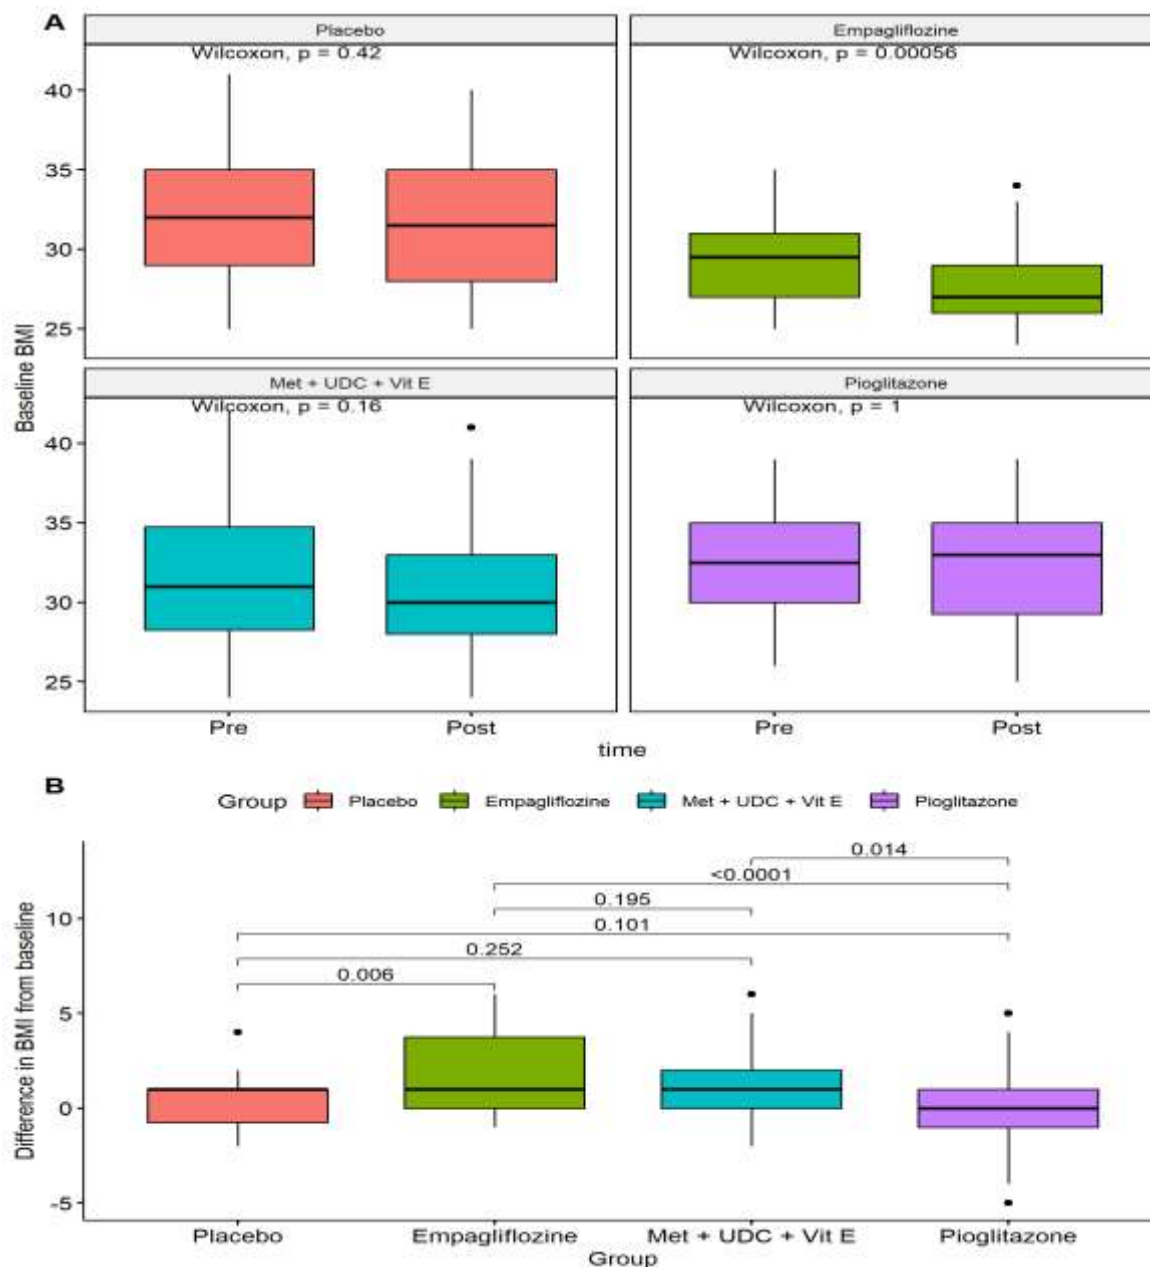 A
Placebo
Empagliflozine
Wilcoxon, p = 0.42
Wilcoxon, p = 0.00056
40
35
30
25
Baseline BMI
Met + UDC + Vit E
Pioglitazone
Wilcoxon, p = 0.16
Wilcoxon, p = 1
40
35
30
25
Pre
Post
Pre
Post
time
B
Group Placebo Empagliflozine Met + UDC + Vit E Pioglitazone
0.014
<0.0001
0.195
0.101
0.252
0.006
10
5
0
-5
Difference in BMI from baseline
Placebo
Empagliflozine
Met + UDC + Vit E
Pioglitazone
Group